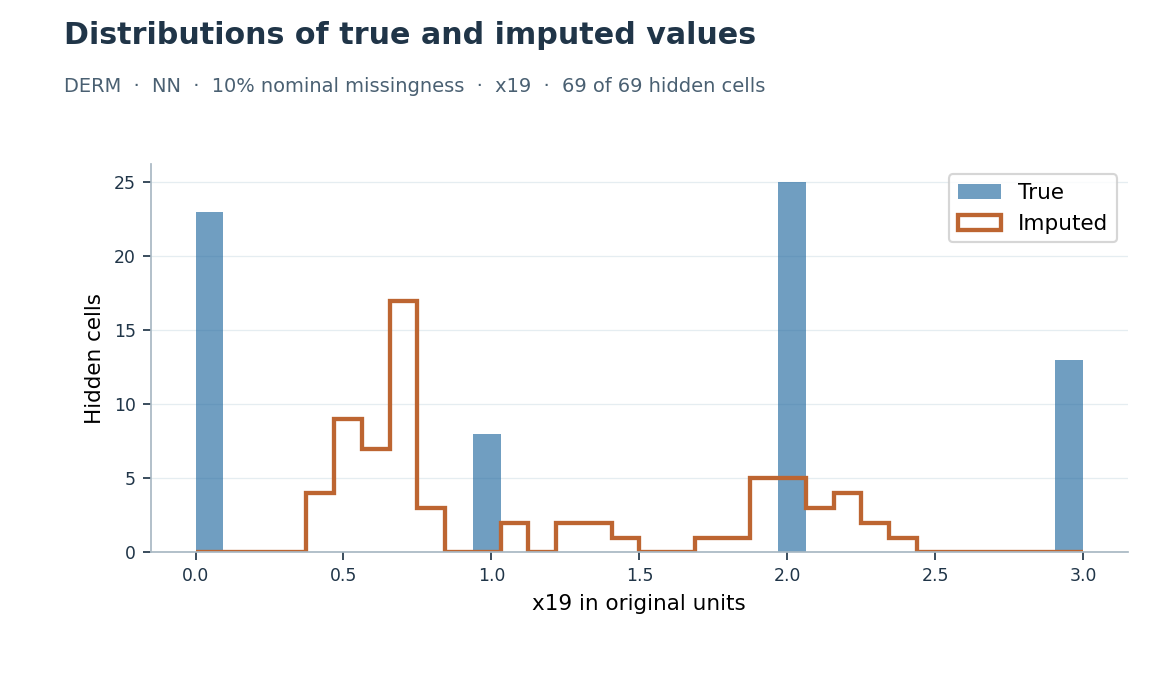 Distributions of true and imputed values
DERM · NN · 10% nominal missingness · x19 · 69 of 69 hidden cells
25
20
15
10
5
0
Hidden cells
True
Imputed
0.0 0.5 1.0 1.5 2.0 2.5 3.0
x19 in original units